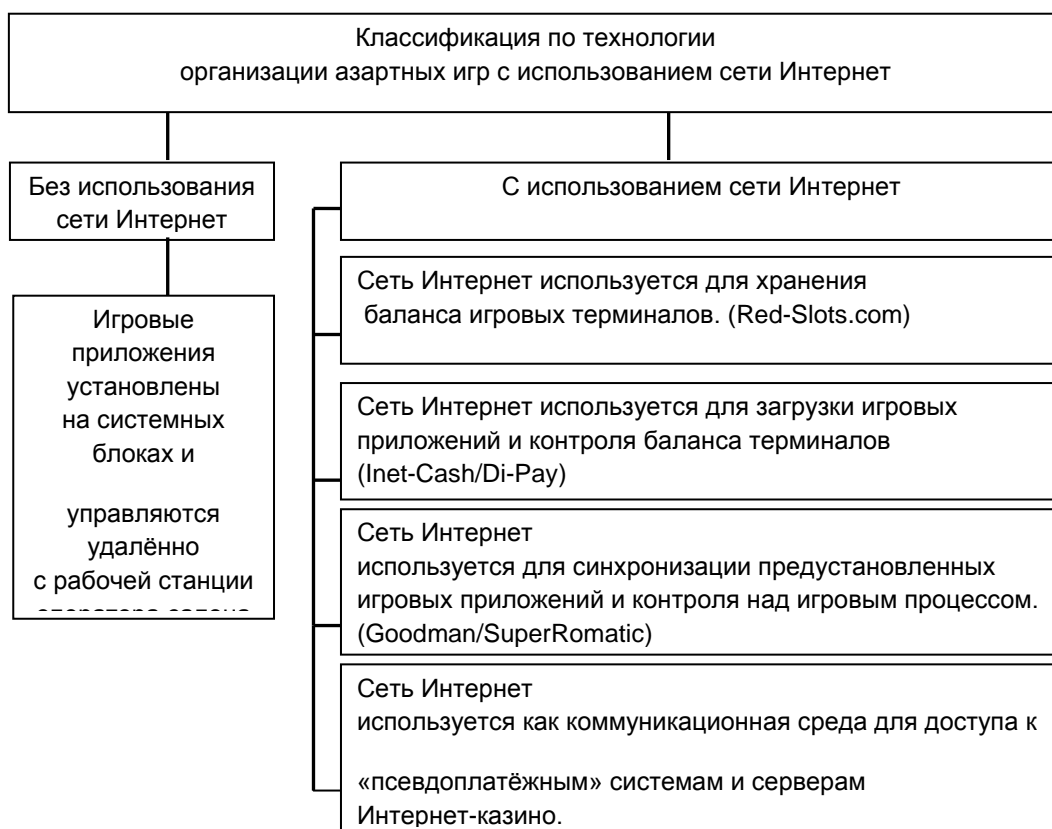 Классификация по технологии
организации азартных игр с использованием сети Интернет
Без использования
сети Интернет
Игровые
приложения
установлены
на системных
блоках и
управляются
удалённо
с рабочей станции
С использованием сети Интернет
Сеть Интернет используется для хранения
баланса игровых терминалов. (Red-Slots.com)
Сеть Интернет используется для загрузки игровых
приложений и контроля баланса терминалов
(Inet-Cash/Di-Pay)
Сеть Интернет
используется для синхронизации предустановленных
игровых приложений и контроля над игровым процессом.
(Goodman/SuperRomatic)
Сеть Интернет
используется как коммуникационная среда для доступа к
«псевдоплатёжным» системам и серверам
Интернет-казино.